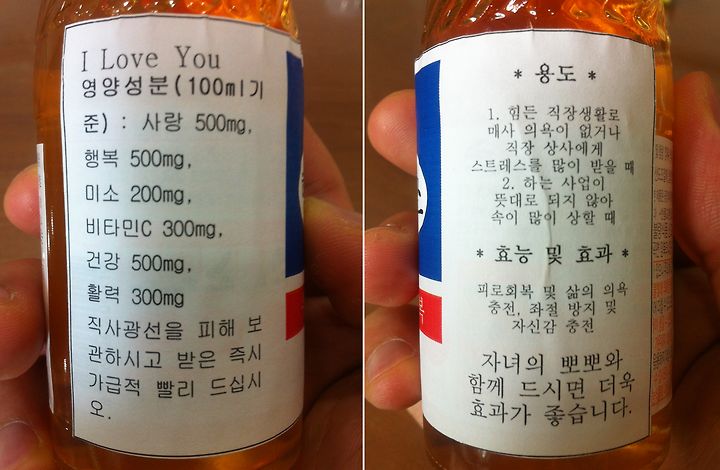 I Love You
영양성분(100ml기
준) : 사랑 500mg,
행복 500mg,
미소 200mg,
비타민C 300mg,
건강 500mg,
활력 300mg
직사광선을 피해 보
관하시고 받은 즉시
가급적 빨리 드십시
오.
* 용도 *
1. 힘든 직장생활로
매사 의욕이 없거나
직장 상사에게
스트레스를 많이 받을 때
2. 하는 사업이
뜻대로 되지 않아
속이 많이 상할 때
* 효능 및 효과 *
피로회복 및 삶의 의욕
충전, 좌절 방지 및
자신감 충전
자녀의 뽀뽀와
함께 드시면 더욱
효과가 좋습니다.